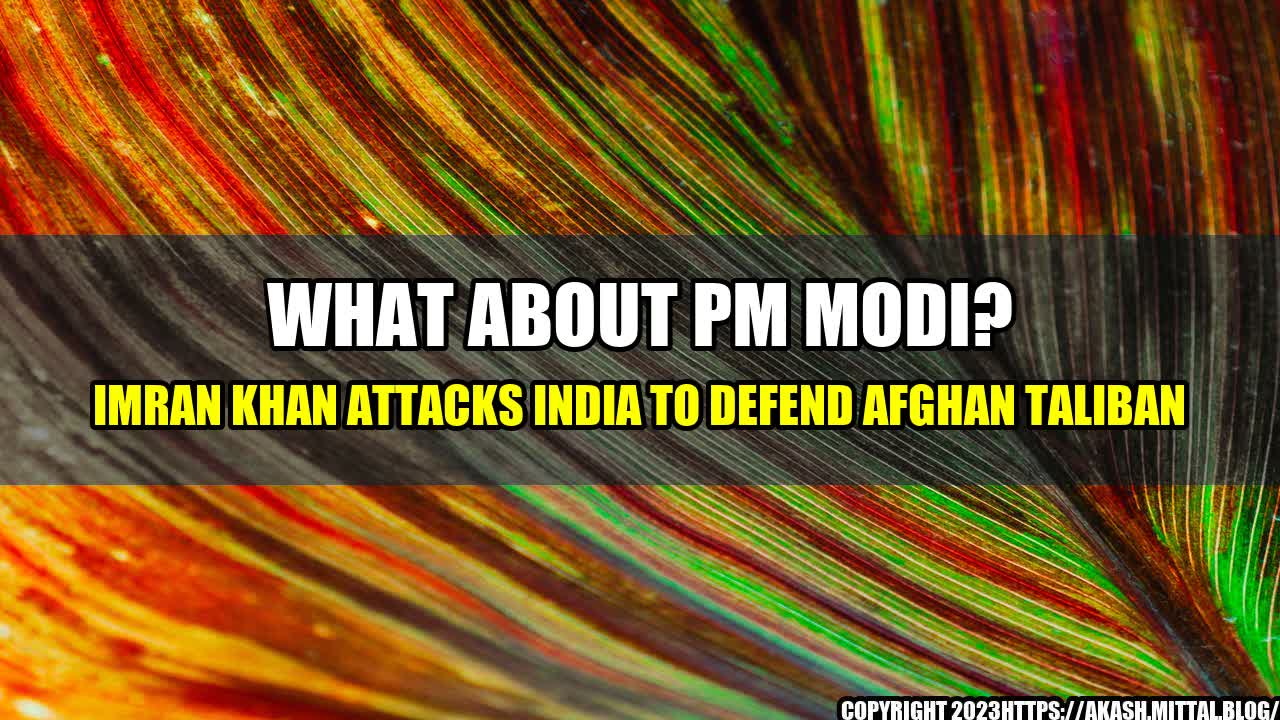 WHAT ABOUT PM MODI?
IMRAN KHAN ATTACKS INDIA TO DEFEND AFGHAN TALIBAN
COPYRIGHT 2023HTTPS://AKASH.MITTAL.BLOG/